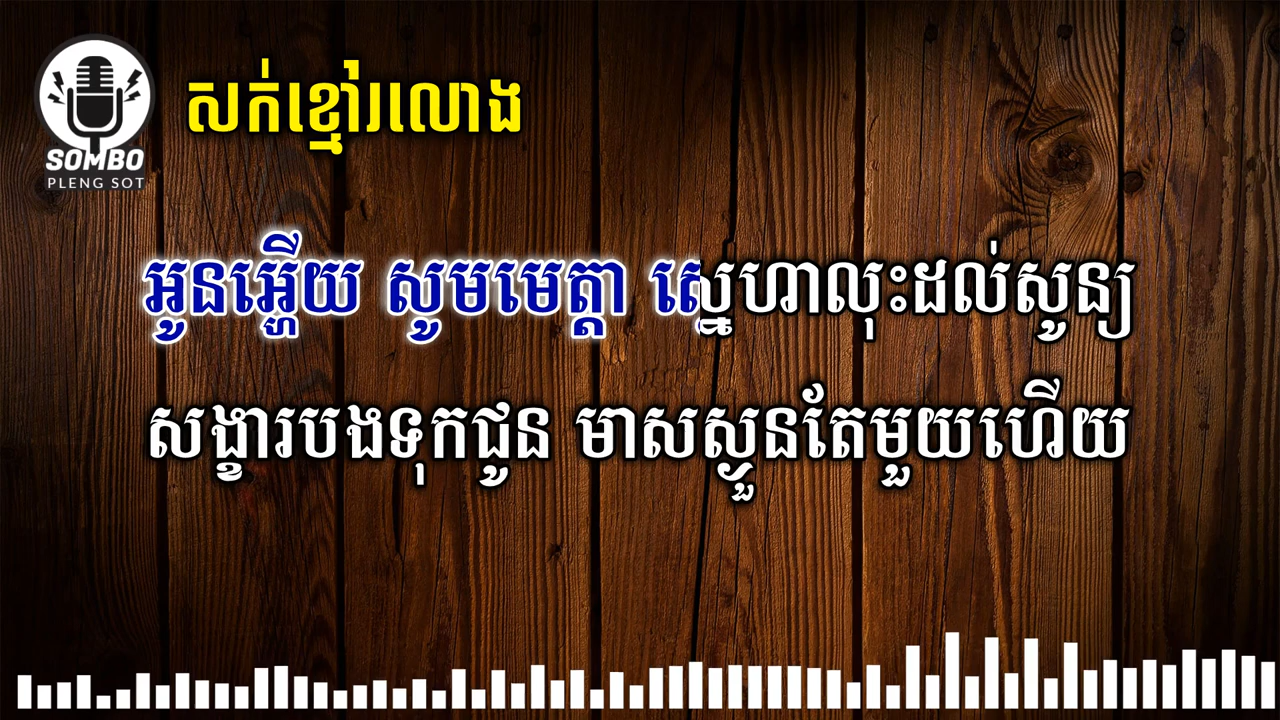 SOMBO
PLENG SOT
សក់ខ្មៅរលោង
អូនអ្ហើយ សូមមេត្តា ស្នេហាលុះដល់សូន្យ
សង្ខារបងទុកជូន មាសស្ងួនតែមួយហើយ